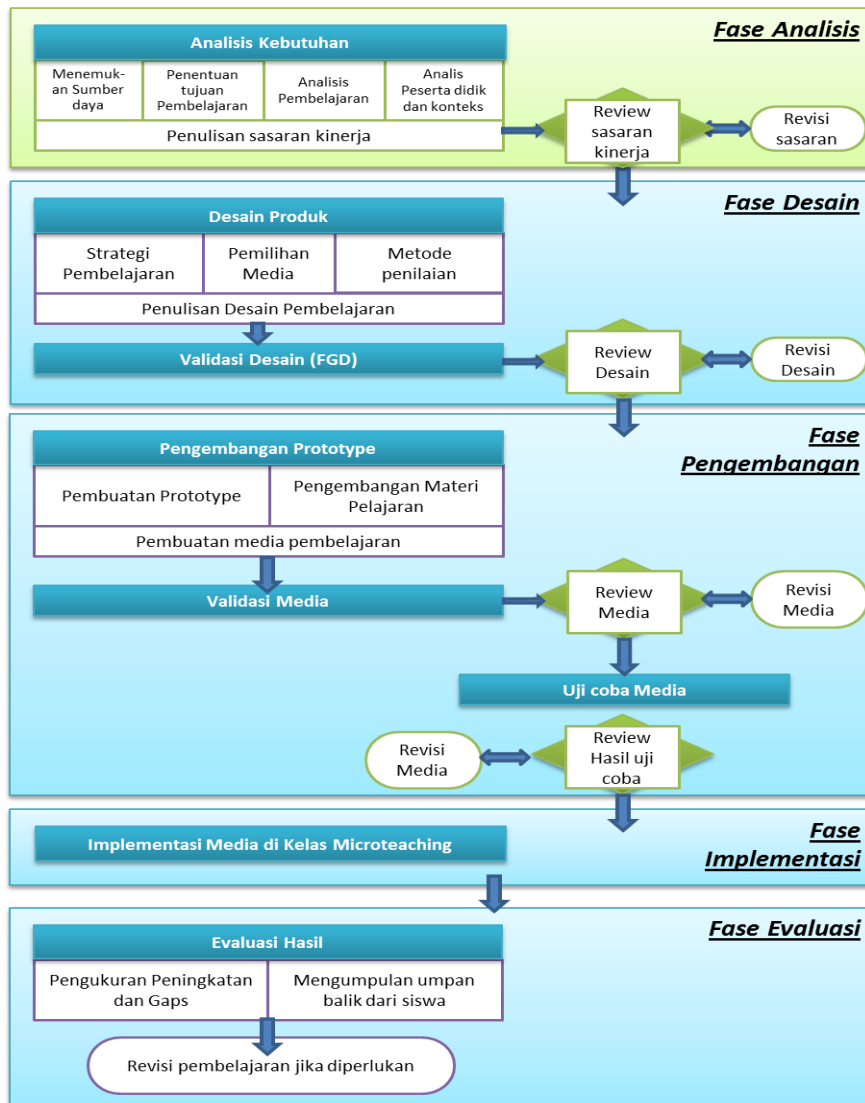 Fase Analisis
Analisis Kebutuhan
Menemuk-
an Sumber
daya
Penentuan
tujuan
Pembelajaran
Analisis
Pembelajaran
Analis
Peserta didik
dan konteks
Penulisan sasaran kinerja
Review
sasaran
kinerja
Revisi
sasaran
Fase Desain
Desain Produk
Strategi
Pembelajaran
Pemilihan
Media
Metode
penilaian
Penulisan Desain Pembelajaran
Validasi Desain (FGD)
Review
Desain
Revisi
Desain
Fase
Pengembangan
Pengembangan Prototype
Pembuatan Prototype
Pengembangan Materi
Pelajaran
Pembuatan media pembelajaran
Validasi Media
Review
Media
Revisi
Media
Uji coba Media
Revisi
Media
Review
Hasil uji
coba
Fase
Implementasi
Implementasi Media di Kelas Microteaching
Fase Evaluasi
Evaluasi Hasil
Pengukuran Peningkatan
dan Gaps
Mengumpulan umpan
balik dari siswa
Revisi pembelajaran jika diperlukan